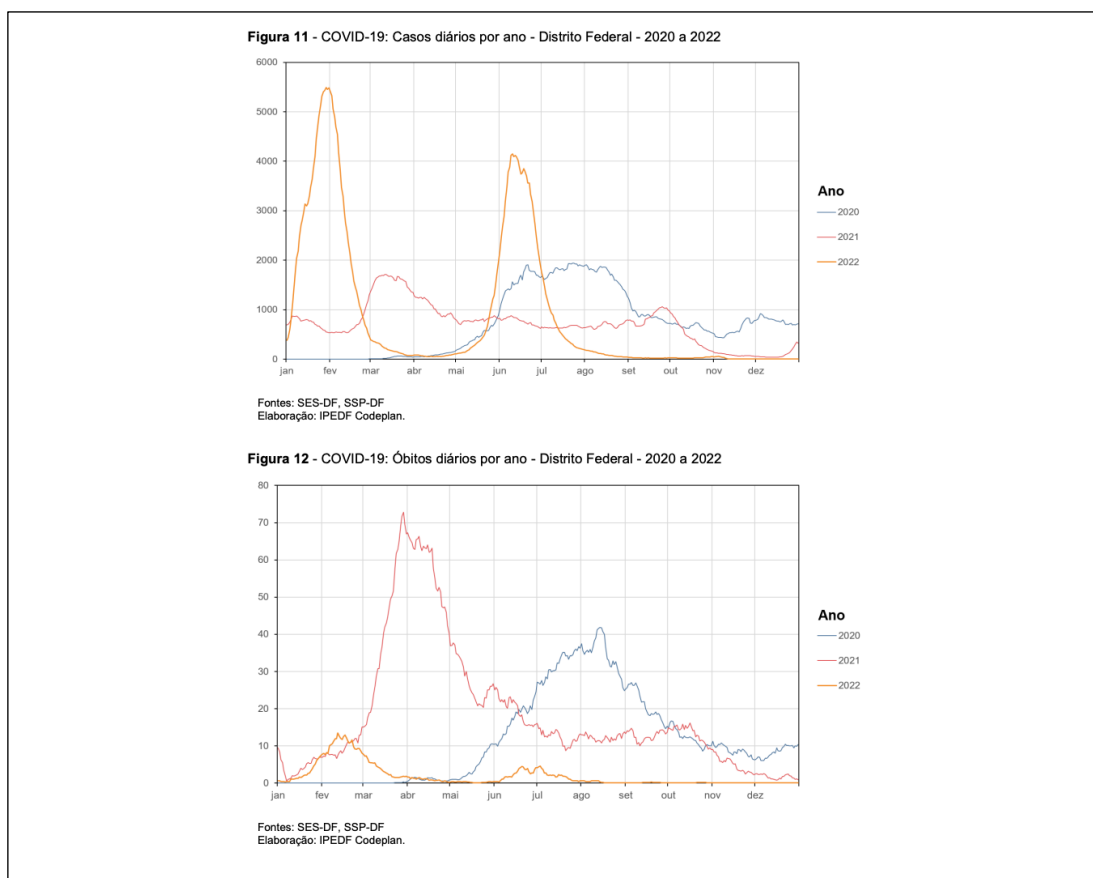 Figura 11 - COVID-19: Casos diários por ano - Distrito Federal - 2020 a 2022
6000
5000
4000
3000
2000
1000
0
jan fev mar abr mai jun jul ago set out nov dez
Ano
2020
2021
2022
Fontes: SES-DF, SSP-DF
Elaboração: IPEDF Codeplan.
Figura 12 - COVID-19: Óbitos diários por ano - Distrito Federal - 2020 a 2022
80
70
60
50
40
30
20
10
0
jan fev mar abr mai jun jul ago set out nov dez
Ano
2020
2021
2022
Fontes: SES-DF, SSP-DF
Elaboração: IPEDF Codeplan.